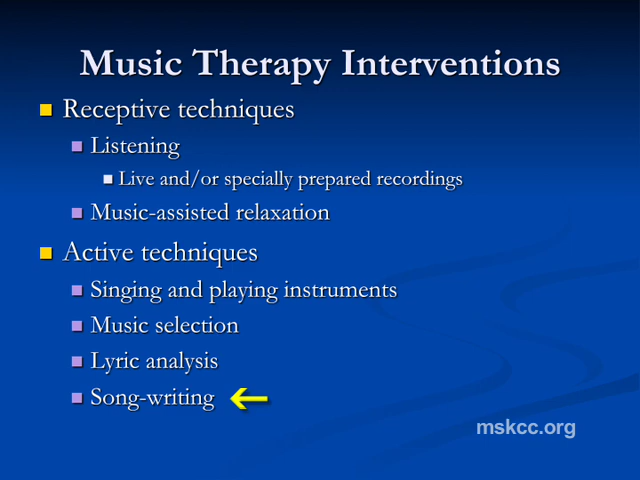 Music Therapy Interventions
Receptive techniques
Listening
Live and/or specially prepared recordings
Music-assisted relaxation
Active techniques
Singing and playing instruments
Music selection
Lyric analysis
Song-writing
mskcc.org